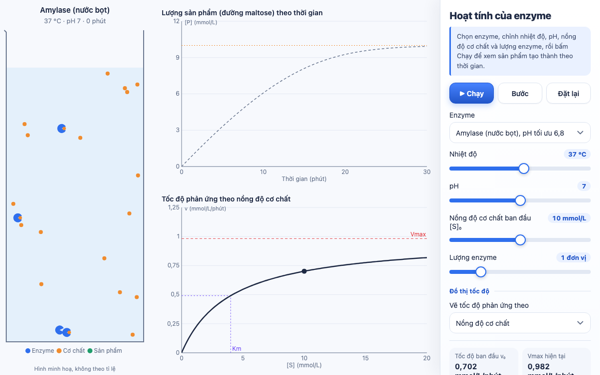 Amylase (nước bọt)
37 °C · pH 7 · 0 phút
Enzyme Cơ chất Sản phẩm
Hình minh hoạ, không theo tỉ lệ
Lượng sản phẩm (đường maltose) theo thời gian
[P] (mmol/L)
12
9
6
3
0
0 10 20 30
Thời gian (phút)
Tốc độ phản ứng theo nồng độ cơ chất
v (mmol/L/phút)
1,25
1
0,75
0,5
0,25
0
Vmax
Km
0 5 10 15 20
[S] (mmol/L)
Hoạt tính của enzyme
Chọn enzyme, chỉnh nhiệt độ, pH, nồng
độ cơ chất và lượng enzyme, rồi bấm
Chạy để xem sản phẩm tạo thành theo
thời gian.
Chạy Bước Đặt lại
Enzyme
Amylase (nước bọt), pH tối ưu 6,8
Nhiệt độ 37 °C
pH 7
Nồng độ cơ chất ban đầu 10 mmol/L
[S]₀
Lượng enzyme 1 đơn vị
Đồ thị tốc độ
Vẽ tốc độ phản ứng theo
Nồng độ cơ chất
Tốc độ ban đầu v₀ Vmax hiện tại
0,702 0,982